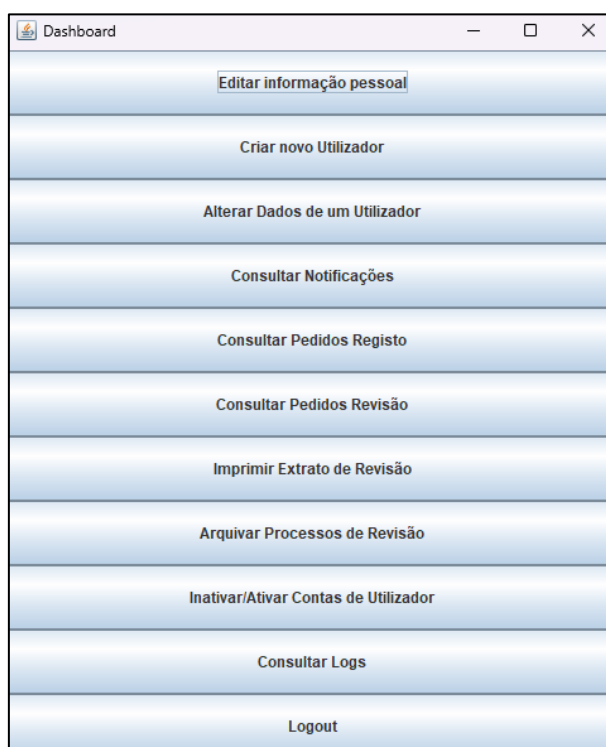 Dashboard
Editar informação pessoal
Criar novo Utilizador
Alterar Dados de um Utilizador
Consultar Notificações
Consultar Pedidos Registo
Consultar Pedidos Revisão
Imprimir Extrato de Revisão
Arquivar Processos de Revisão
Inativar/Ativar Contas de Utilizador
Consultar Logs
Logout